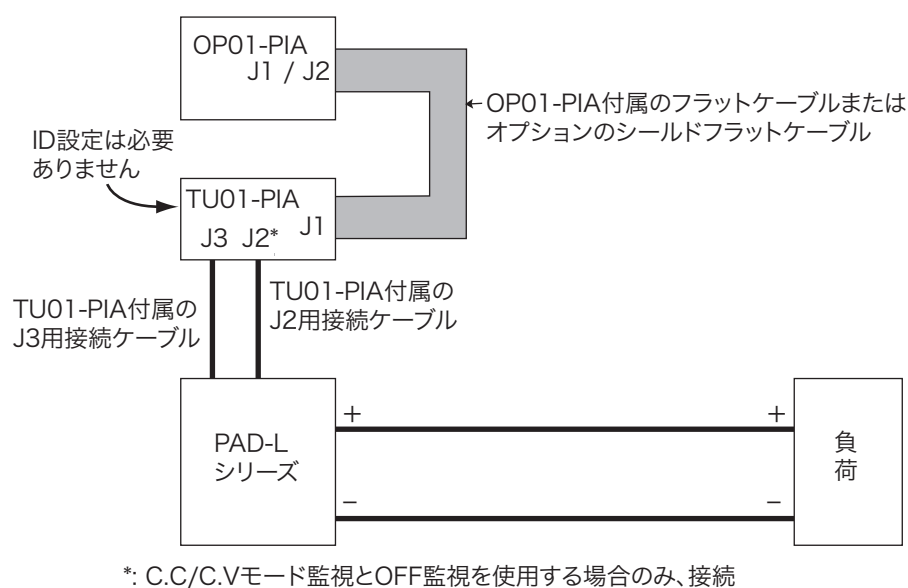 OP01-PIA
J1 / J2
OP01-PIA付属のフラットケーブルまたは
オプションのシールドフラットケーブル
ID設定は必要
ありません
TU01-PIA
J1
J3 J2*
TU01-PIA付属の
J3用接続ケーブル
TU01-PIA付属の
J2用接続ケーブル
PAD-L
シリーズ
+
+
−
−
負
荷
*: C.C/C.Vモード監視とOFF監視を使用する場合のみ、接続